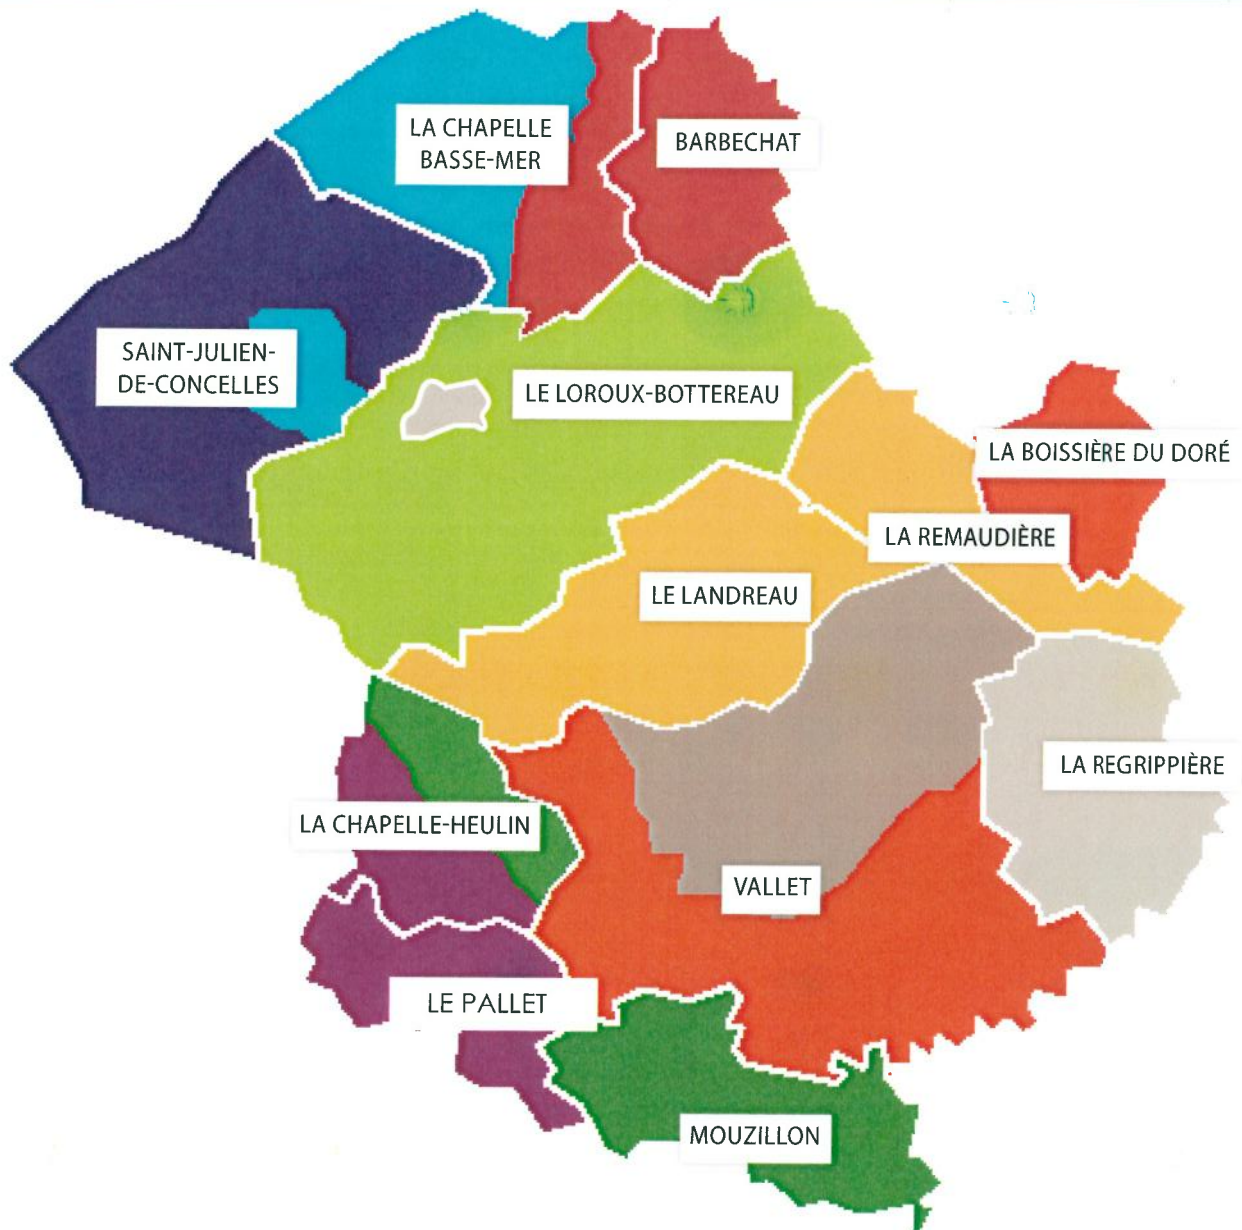 LA CHAPELLE
BASSE-MER
BARBECHAT
SAINT-JULIEN-
DE-CONCELLES
LE LOROUX-BOTTEREAU
LA BOISSIÈRE DU DORÉ
LA REMAUDIÈRE
LE LANDREAU
LA REGRIPPIÈRE
LA CHAPELLE-HEULIN
VALLET
LE PALLET
MOUZILLON